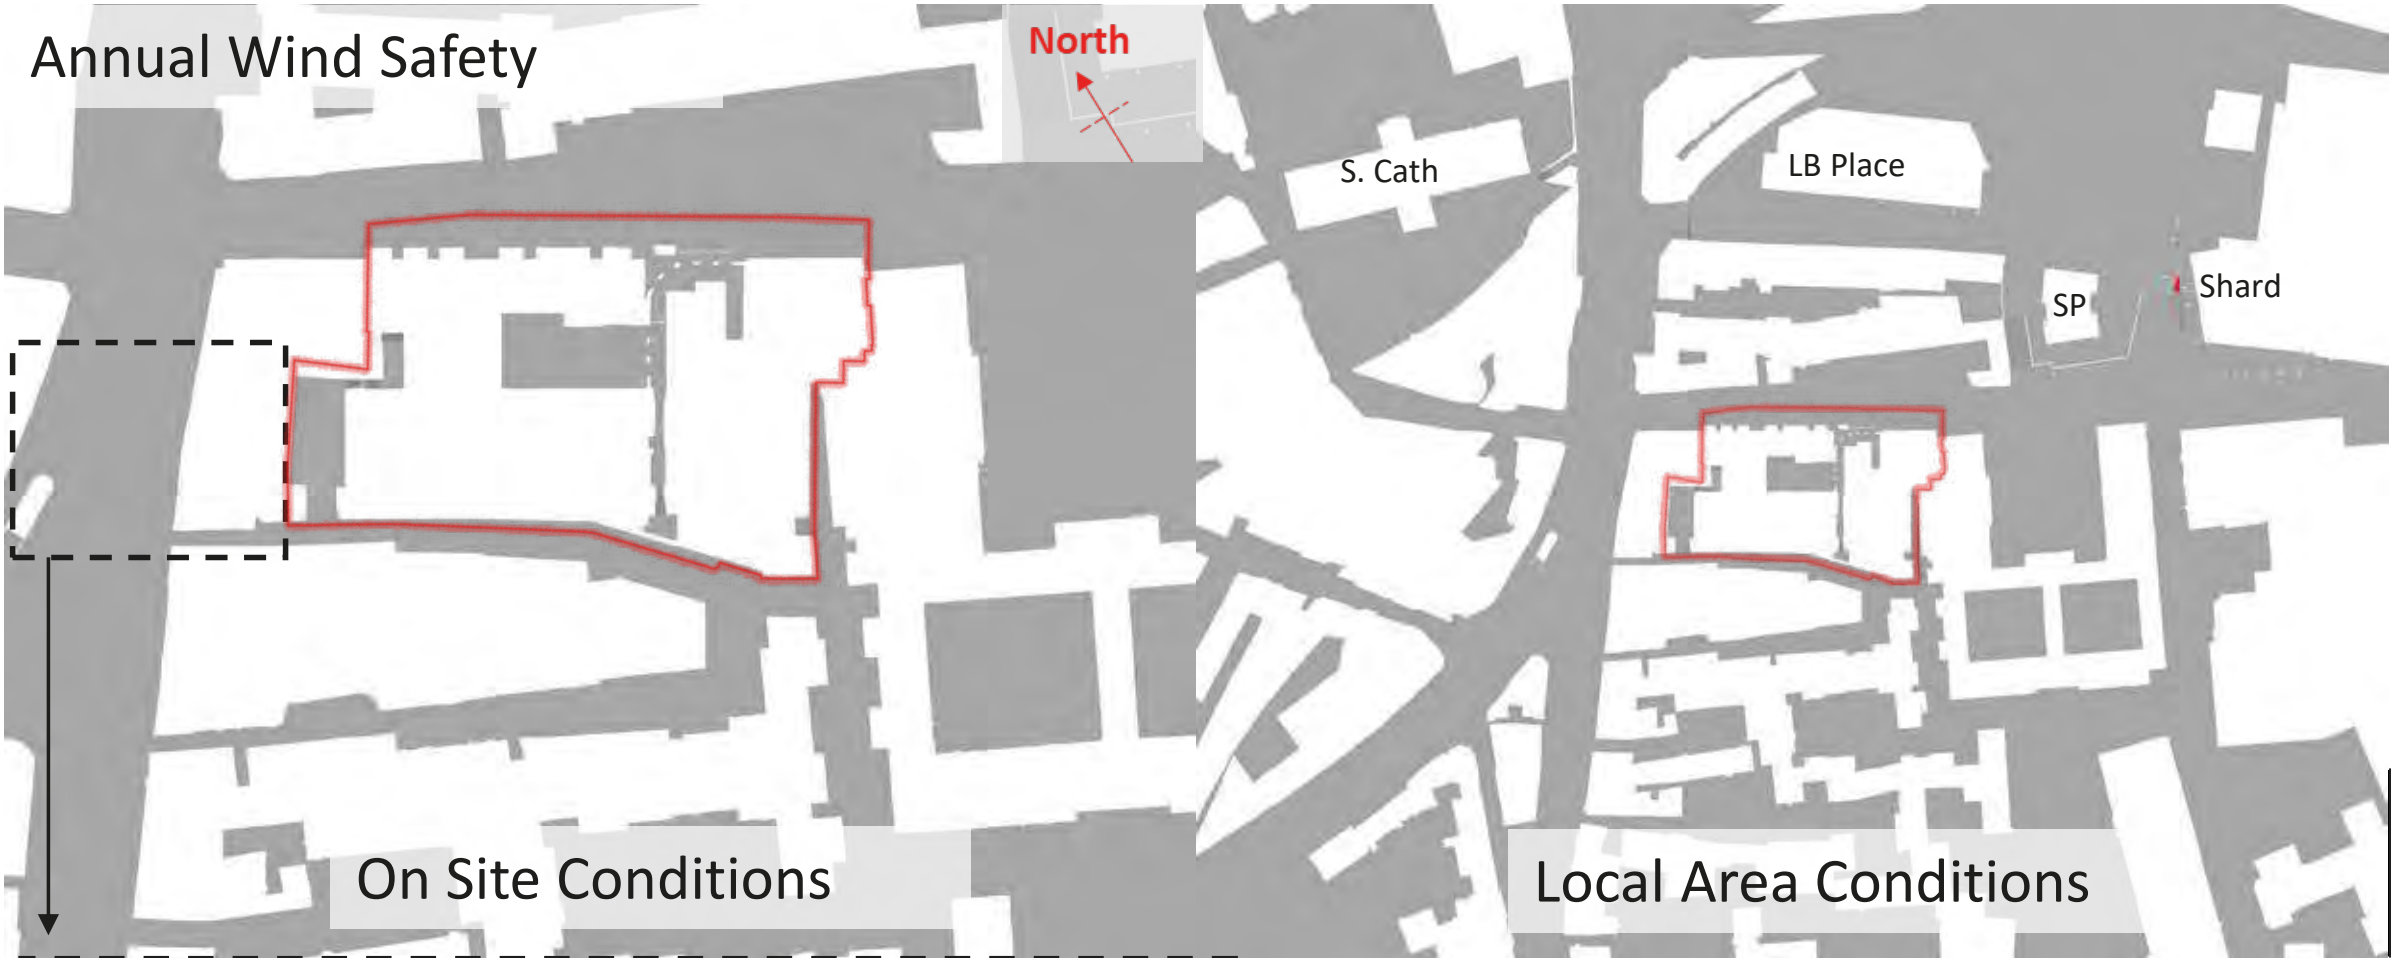 Annual Wind Safety
North
S. Cath
LB Place
SP
Shard
On Site Conditions
Local Area Conditions